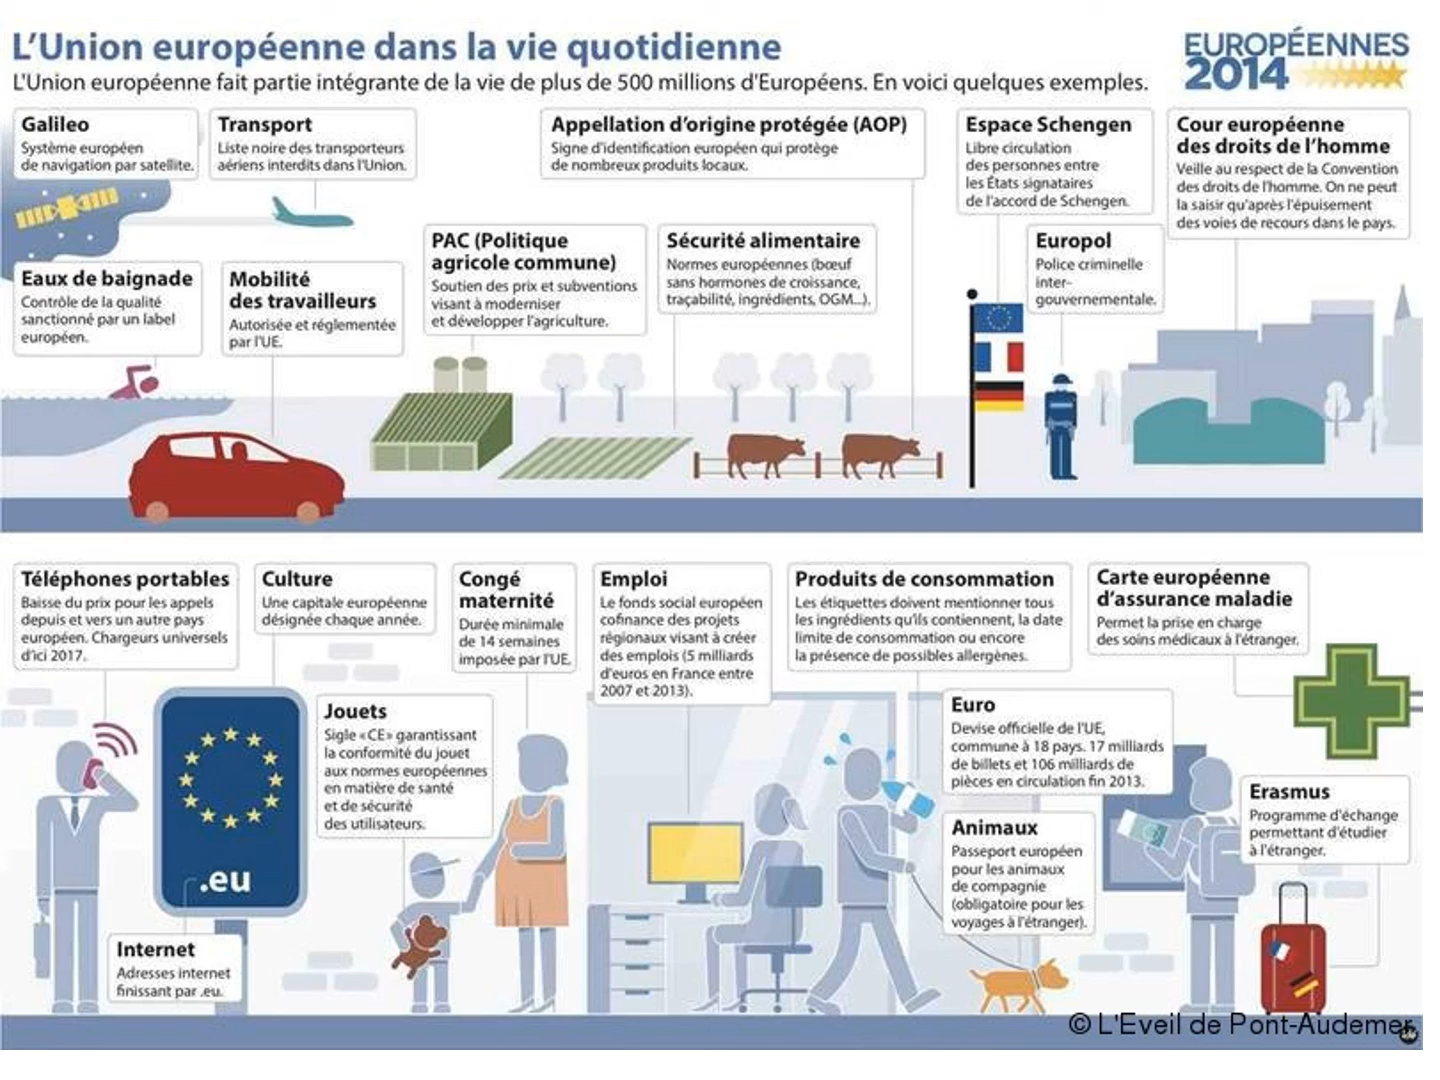 L'Union européenne dans la vie quotidienne
L'Union européenne fait partie intégrante de la vie de plus de 500 millions d'Européens. En voici quelques exemples.
EUROPÉENNES
2014
Galileo
Système européen
de navigation par satellite.
Transport
Liste noire des transporteurs
aériens interdits dans l'Union.
Appellation d'origine protégée (AOP)
Signe d'identification européen qui protège
de nombreux produits locaux.
Espace Schengen
Libre circulation
des personnes entre
les États signataires
de l'accord de Schengen.
Cour européenne
des droits de l'homme
Veille au respect de la Convention
des droits de l'homme. On ne peut
la saisir qu'après l'épuisement
des voies de recours dans le pays.
Eaux de baignade
Contrôle de la qualité
sanctionné par un label
européen.
Mobilité
des travailleurs
Autorisée et réglementée
par l'UE.
PAC (Politique
agricole commune)
Soutien des prix et subventions
visant à moderniser
et développer l'agriculture.
Sécurité alimentaire
Normes européennes (bœuf
sans hormones de croissance,
traçabilité, ingrédients, OGM...).
Europol
Police criminelle
inter-
gouvernementale.
Téléphones portables
Baisse du prix pour les appels
depuis et vers un autre pays
européen. Chargeurs universels
d'ici 2017.
Culture
Une capitale européenne
désignée chaque année.
Congé
maternité
Durée minimale
de 14 semaines
imposée par l'UE.
Emploi
Le fonds social européen
cofinance des projets
régionaux visant à créer
des emplois (5 milliards
d'euros en France entre
2007 et 2013).
Produits de consommation
Les étiquettes doivent mentionner tous
les ingrédients qu'ils contiennent, la date
limite de consommation ou encore
la présence de possibles allergènes.
Carte européenne
d'assurance maladie
Permet la prise en charge
des soins médicaux à l'étranger.
Jouets
Sigle «CE» garantissant
la conformité du jouet
aux normes européennes
en matière de santé
et de sécurité
des utilisateurs.
Euro
Devise officielle de l'UE,
commune à 18 pays. 17 milliards
de billets et 106 milliards de
pièces en circulation fin 2013.
Animaux
Passeport européen
pour les animaux
de compagnie
(obligatoire pour les
voyages à l'étranger).
Erasmus
Programme d'échange
permettant d'étudier
à l'étranger.
.eu
Internet
Adresses internet
finissant par .eu.
© L'Eveil de Pont-Audemer